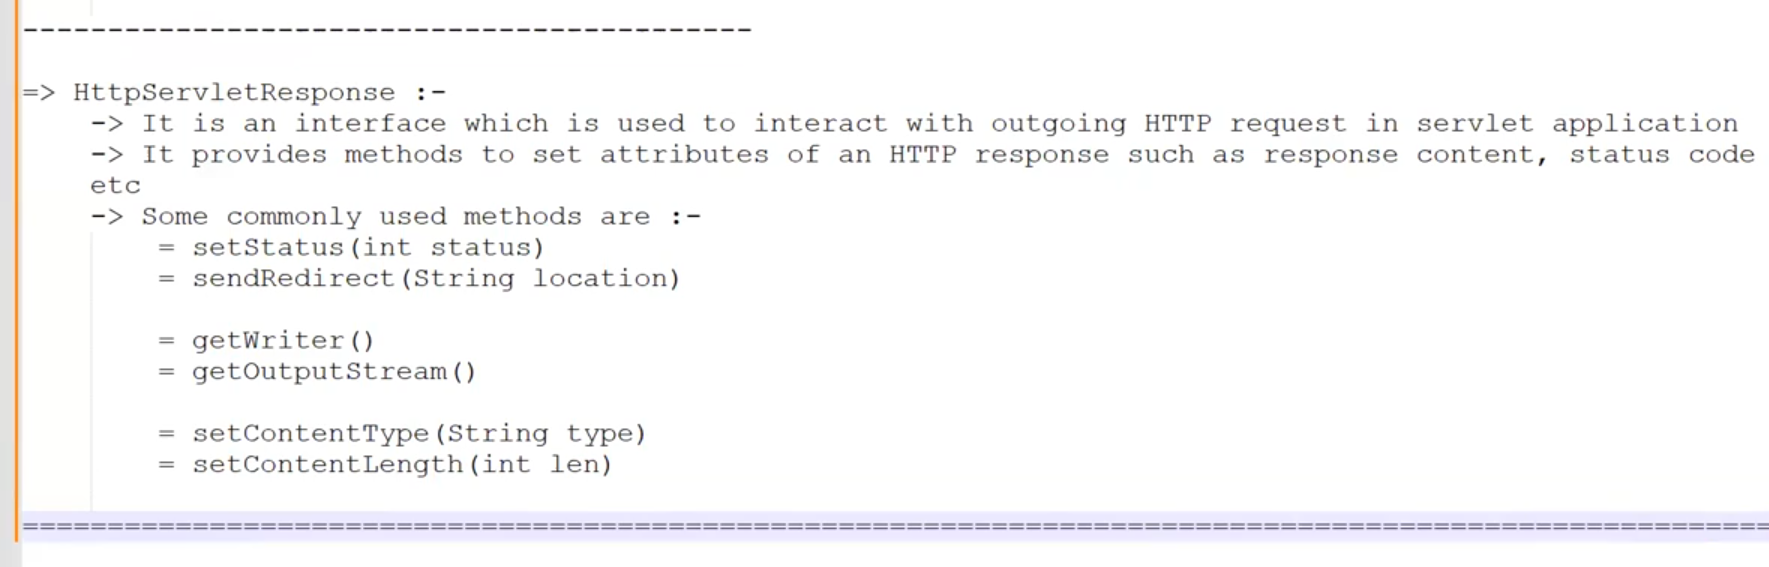 -------------------------------------------
=> HttpServletResponse :-
-> It is an interface which is used to interact with outgoing HTTP request in servlet application
-> It provides methods to set attributes of an HTTP response such as response content, status code
etc
-> Some commonly used methods are :-
= setStatus(int status)
= sendRedirect(String location)
= getWriter()
= getOutputStream()
= setContentType(String type)
= setContentLength(int len)
=======================================================================================================